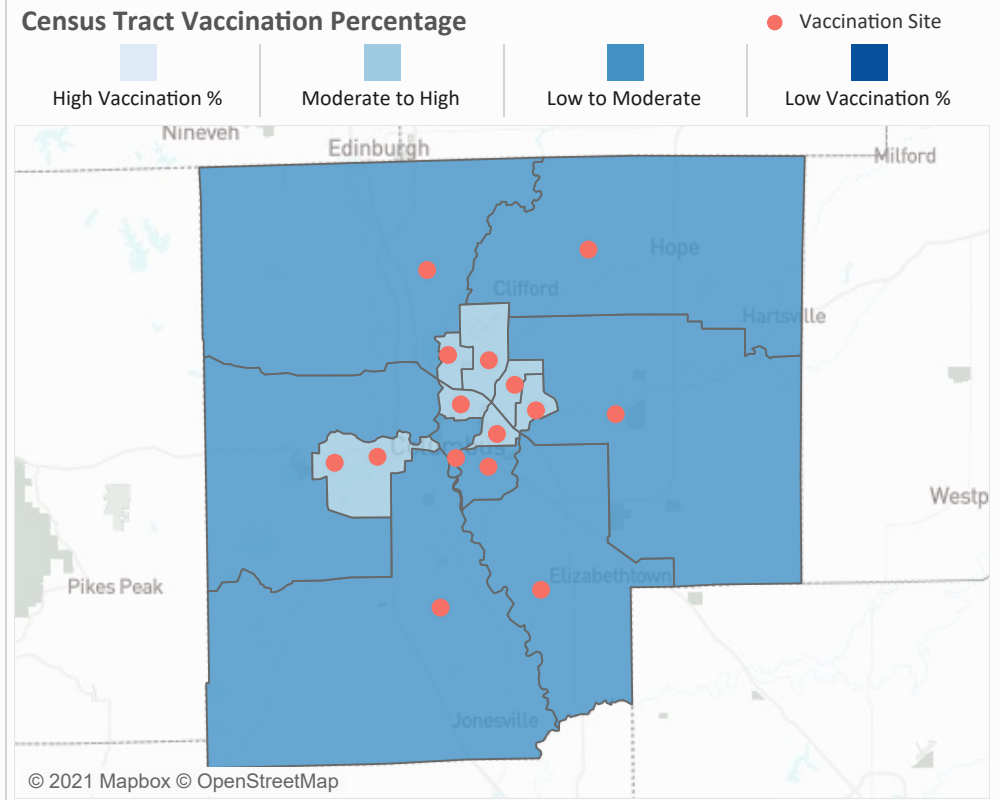 Census Tract Vaccination Percentage
Vaccination Site
High Vaccination %
Moderate to High
Low to Moderate
Low Vaccination %
Nineveh
Edinburgh
Milford
Hope
Clifford
Hartsville
Columbus
Westp
Pikes Peak
Elizabethtown
Jonesville
© 2021 Mapbox © OpenStreetMap